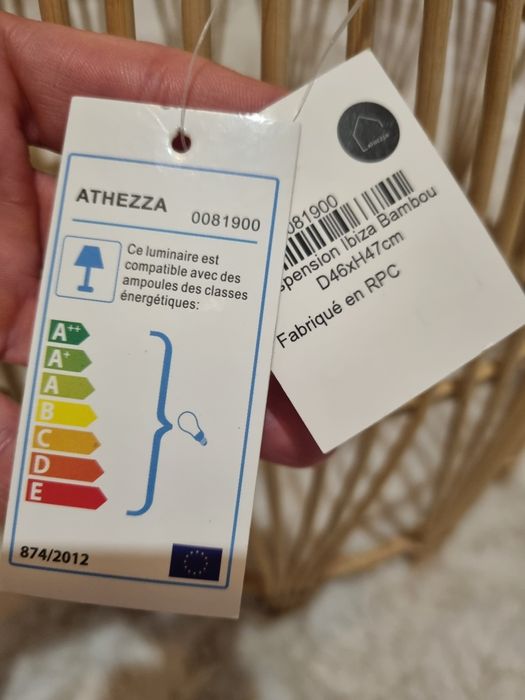 ATHEZZA
0081900
Ce luminaire est
compatible avec des
ampoules des classes
énergétiques:
A++
A+
A
B
C
D
E
874/2012
ATHEZZA
081900
pension Ibiza Bambou
D46xH47cm
Fabriqué en RPC